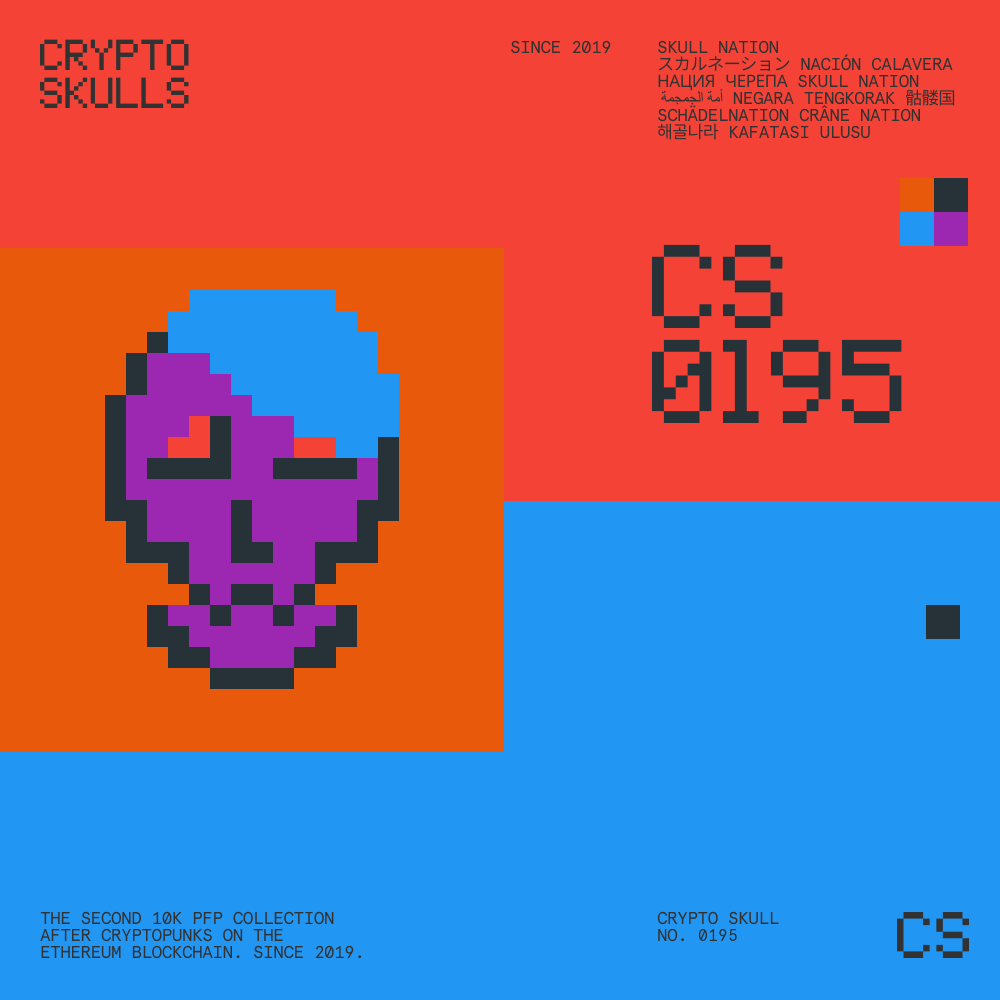 CRYPTO
SKULLS
SINCE 2019
SKULL NATION
スカルネーション NACIÓN CALAVERA
НАЦИЯ ЧЕРЕПА SKULL NATION
أمة الجمجمة NEGARA TENGKORAK 骷髅国
SCHÄDELNATION CRÂNE NATION
해골나라 KAFATASI ULUSU
CS
0195
THE SECOND 10K PFP COLLECTION
AFTER CRYPTOPUNKS ON THE
ETHEREUM BLOCKCHAIN. SINCE 2019.
CRYPTO SKULL
NO. 0195
CS